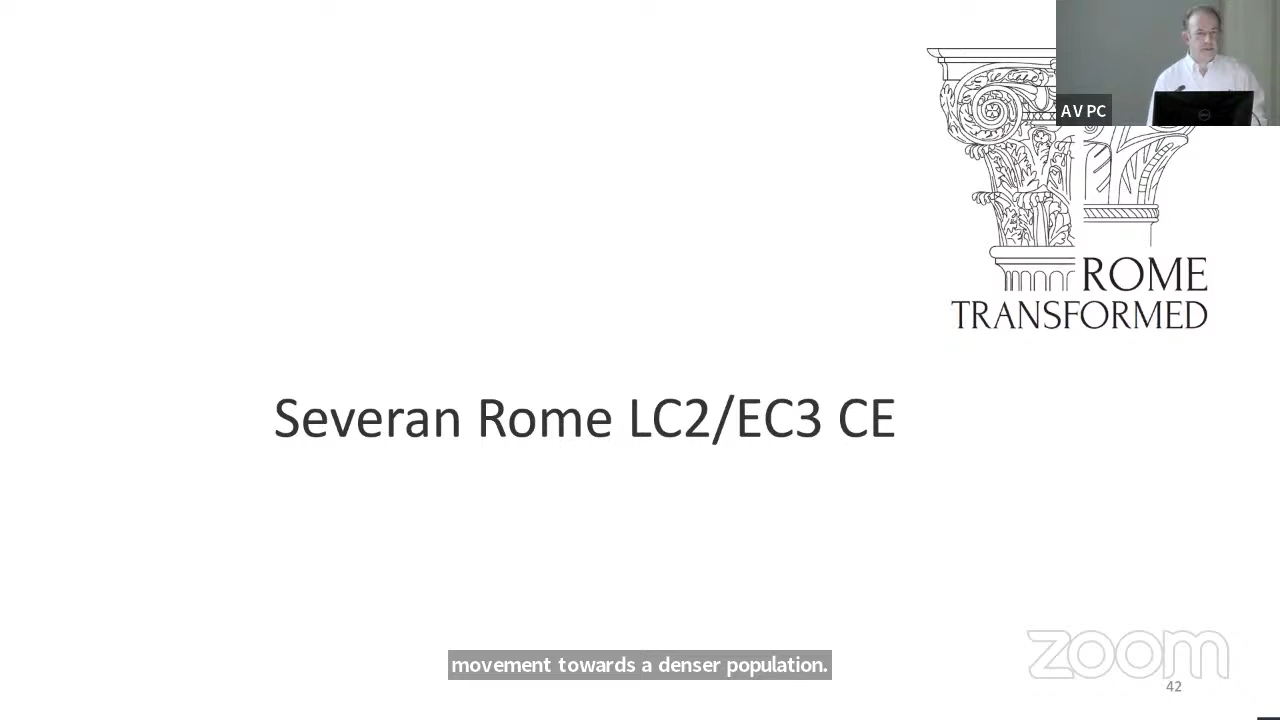 AV PC
ROME
TRANSFORMED
Severan Rome LC2/EC3 CE
movement towards a denser population.
zoom
42